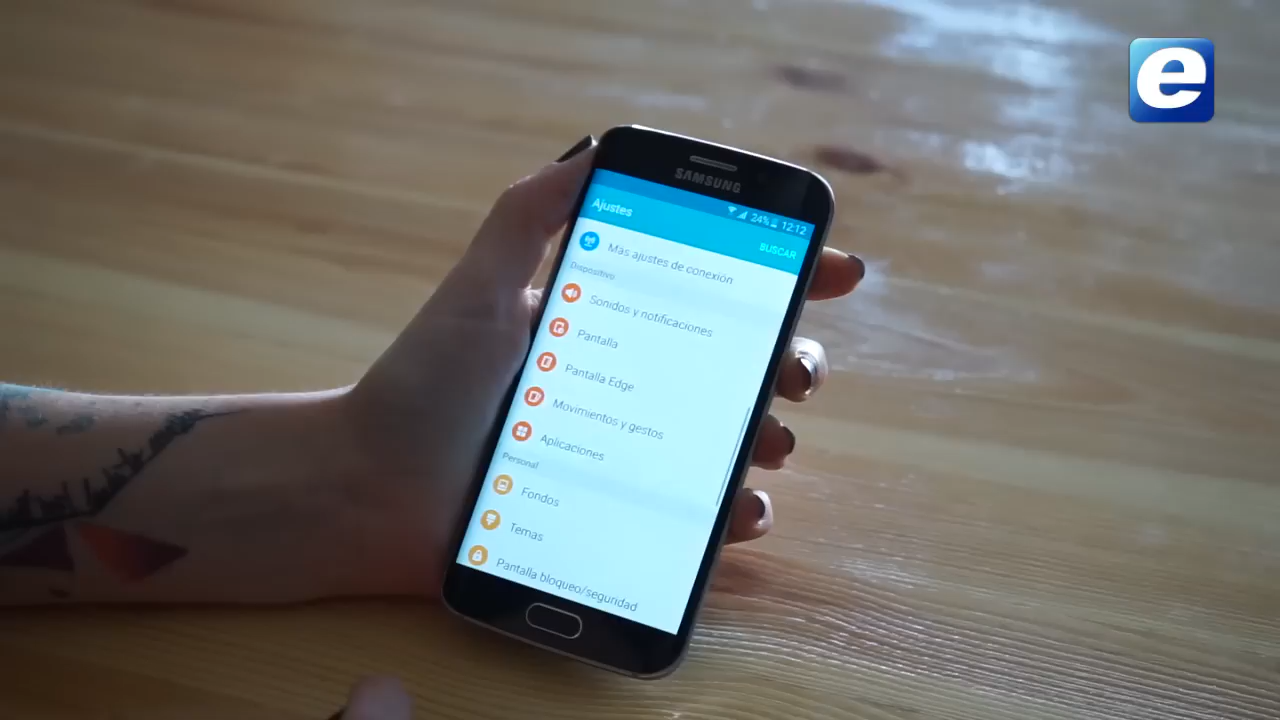 e
SAMSUNG
24% 12:12
Ajustes
BUSCAR
Más ajustes de conexión
Dispositivo
Sonidos y notificaciones
Pantalla
Pantalla Edge
Movimientos y gestos
Aplicaciones
Personal
Fondos
Temas
Pantalla bloqueo/seguridad